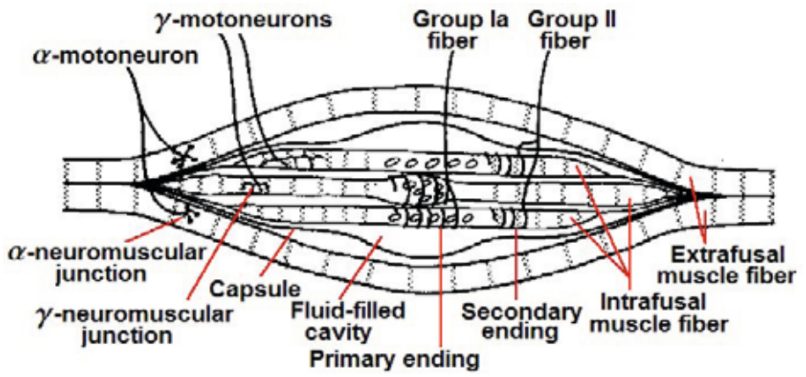 γ-motoneurons
Group Ia
fiber
Group II
fiber
α-motoneuron
α-neuromuscular
junction
γ-neuromuscular
junction
Capsule
Fluid-filled
cavity
Primary ending
Secondary
ending
Intrafusal
muscle fiber
Extrafusal
muscle fiber